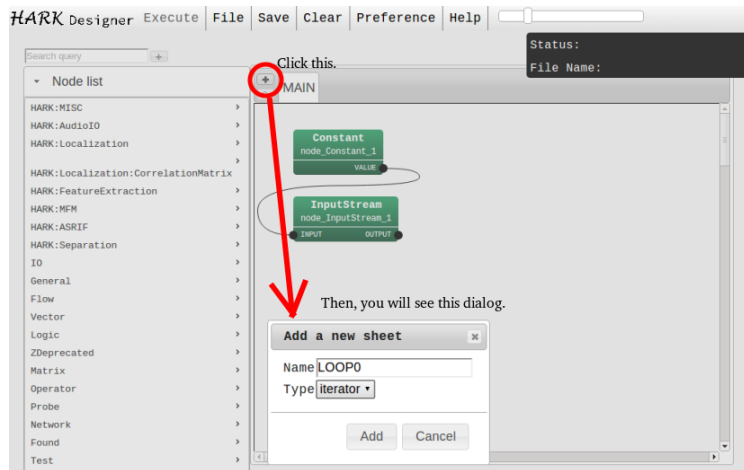 HARK Designer Execute File Save Clear Preference Help
Status:
File Name:
Search query
+
Click this.
Node list
+
MAIN
HARK:MISC
HARK:AudioIO
HARK:Localization
HARK:Localization:CorrelationMatrix
HARK:FeatureExtraction
HARK:MFM
HARK:ASRIF
HARK:Separation
IO
General
Flow
Vector
Logic
ZDeprecated
Matrix
Operator
Probe
Network
Found
Test
Constant
node_Constant_1
VALUE
InputStream
node_InputStream_1
INPUT OUTPUT
Then, you will see this dialog.
Add a new sheet
Name LOOP0
Type iterator
Add Cancel